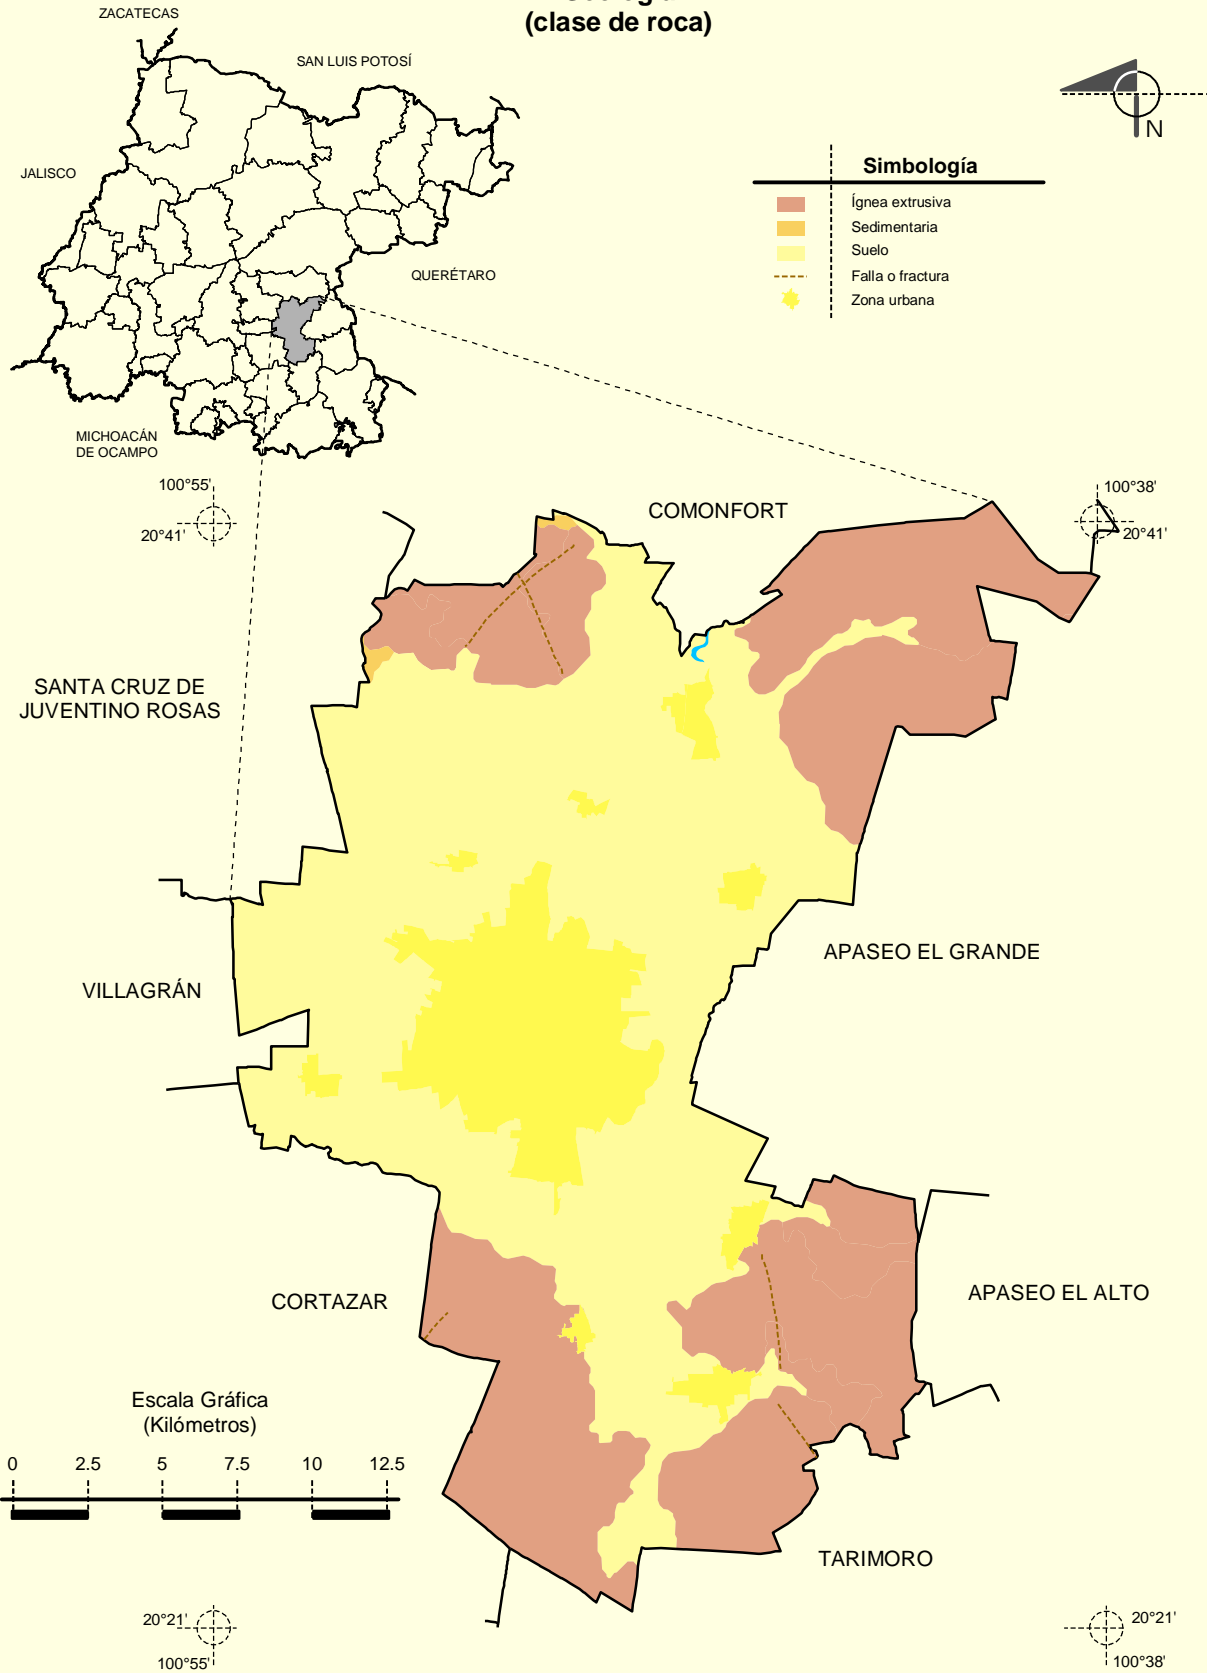 (clase de roca)
ZACATECAS
SAN LUIS POTOSÍ
JALISCO
QUERÉTARO
MICHOACÁN
DE OCAMPO
N
Simbología
Ígnea extrusiva
Sedimentaria
Suelo
Falla o fractura
Zona urbana
100°55'
20°41'
100°38'
20°41'
COMONFORT
SANTA CRUZ DE
JUVENTINO ROSAS
VILLAGRÁN
APASEO EL GRANDE
CORTAZAR
APASEO EL ALTO
TARIMORO
Escala Gráfica
(Kilómetros)
0 2.5 5 7.5 10 12.5
20°21'
100°55'
20°21'
100°38'